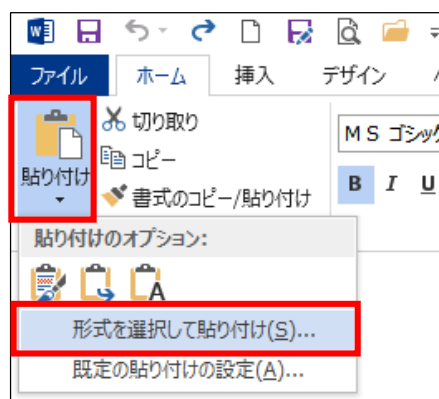 ファイル ホーム 挿入 デザイン
切り取り
コピー
貼り付け
書式のコピー/貼り付け
MS ゴシック
B I U
貼り付けのオプション:
形式を選択して貼り付け(S)...
既定の貼り付けの設定(A)...